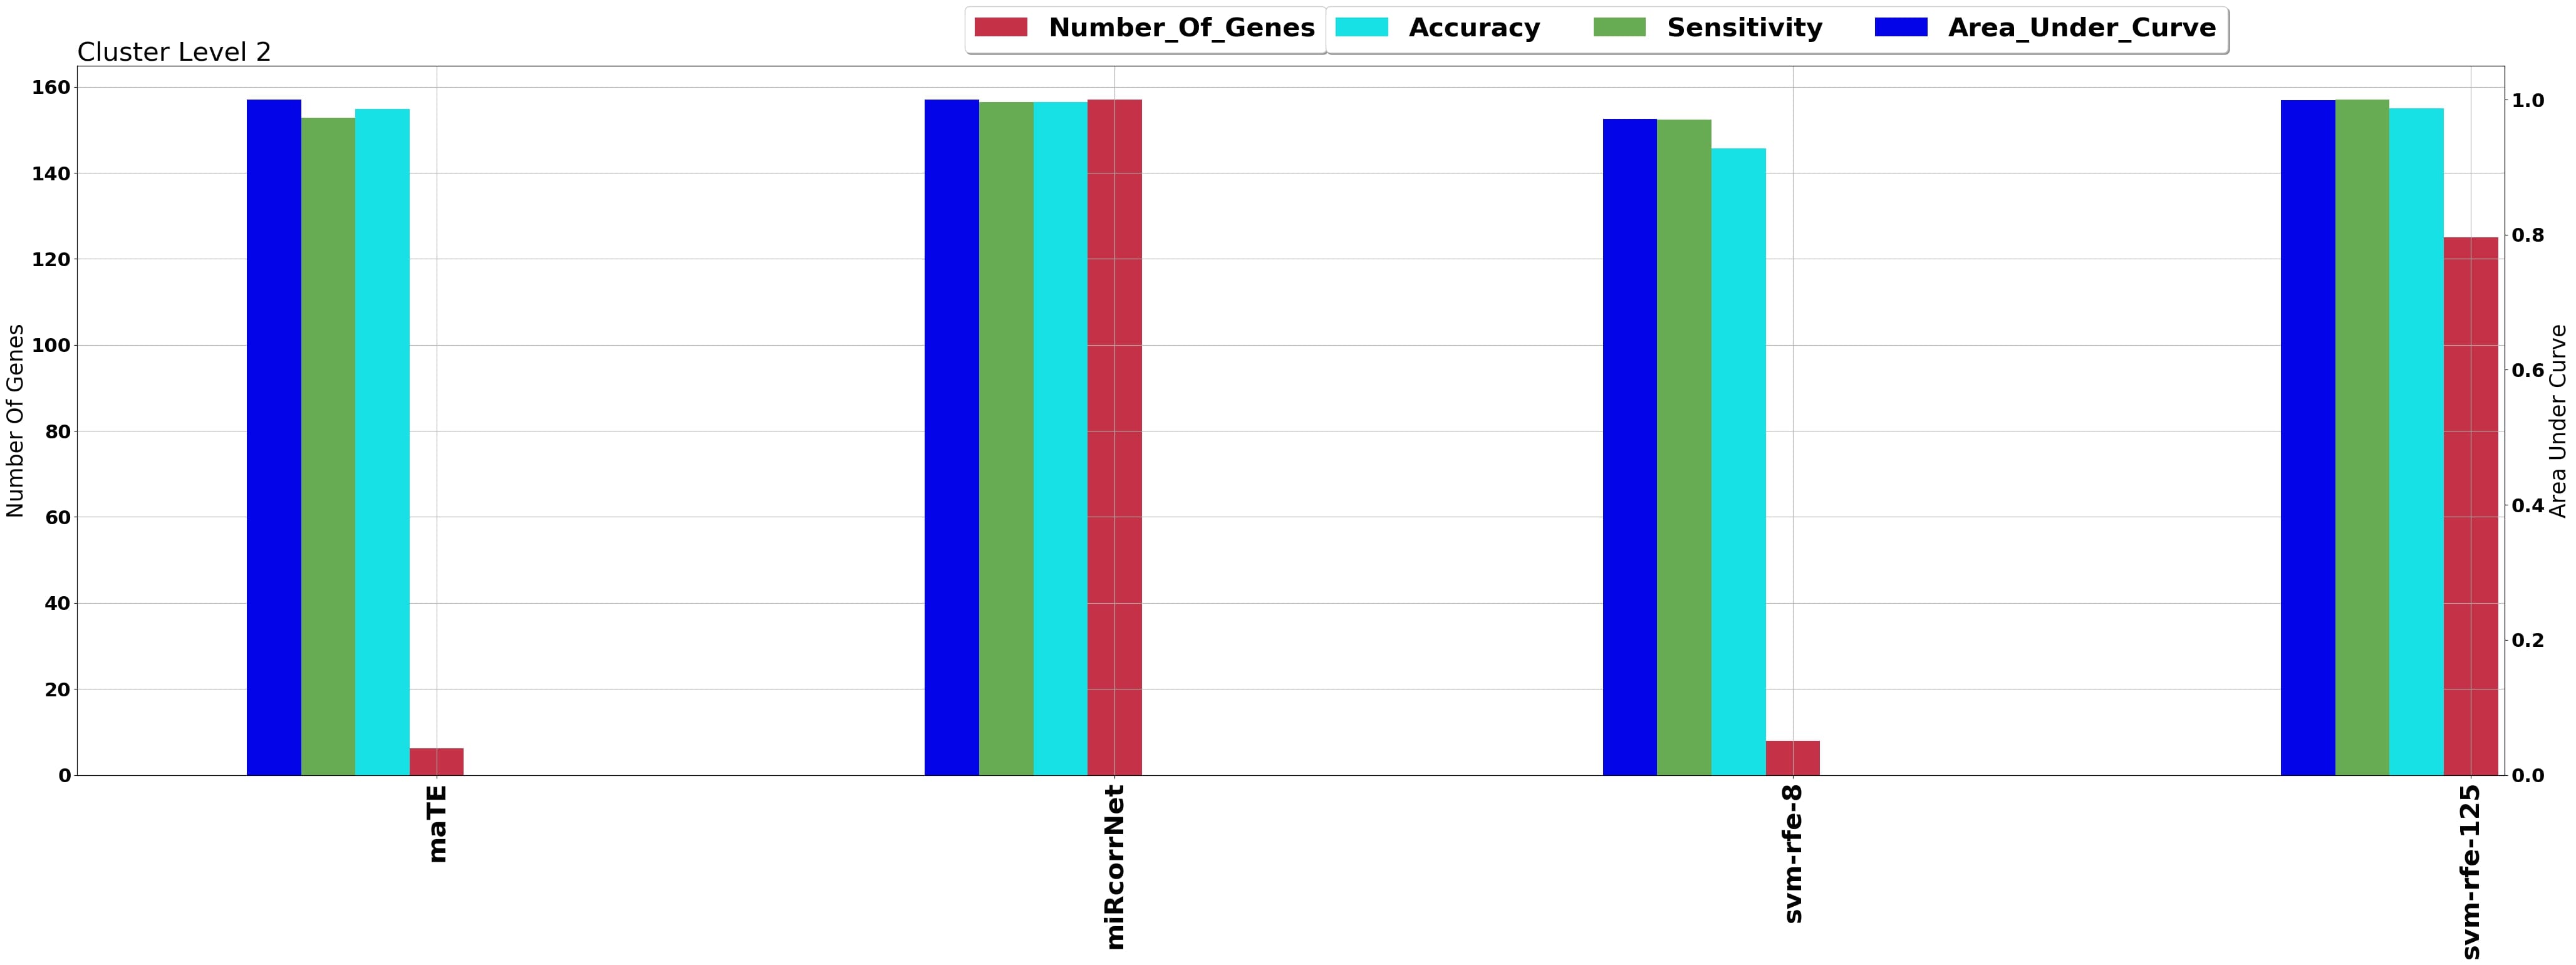 Number_Of_Genes
Accuracy
Sensitivity
Area_Under_Curve
Cluster Level 2
160
140
120
100
80
60
40
20
0
Number Of Genes
1.0
0.8
0.6
0.4
0.2
0.0
Area Under Curve
maTE
miRcorrNet
svm-rfe-8
svm-rfe-125